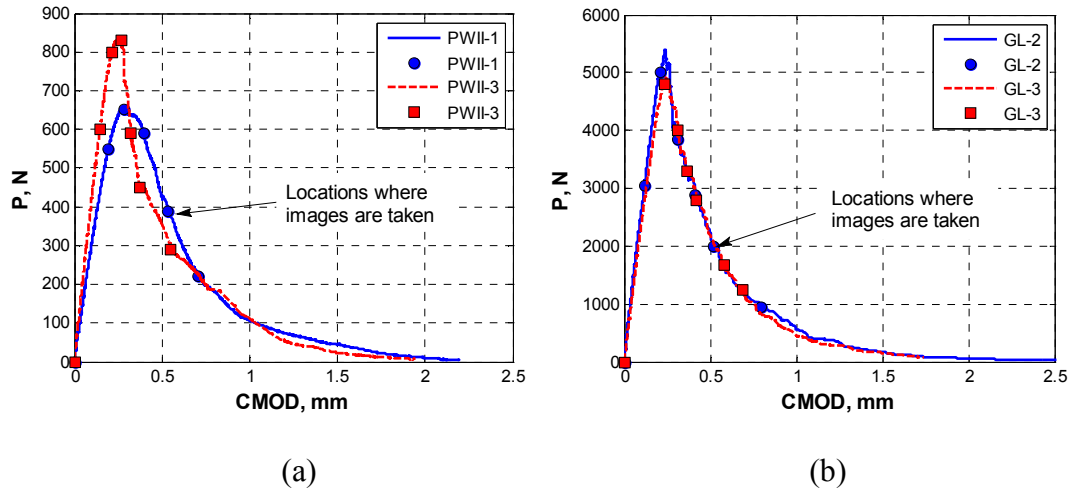 900
800
700
600
500
400
300
200
100
0
P, N
0
0.5
1
1.5
2
2.5
CMOD, mm
PWII-1
PWII-1
PWII-3
PWII-3
Locations where
images are taken
(a)
6000
5000
4000
3000
2000
1000
0
P, N
0
0.5
1
1.5
2
2.5
CMOD, mm
GL-2
GL-2
GL-3
GL-3
Locations where
images are taken
(b)